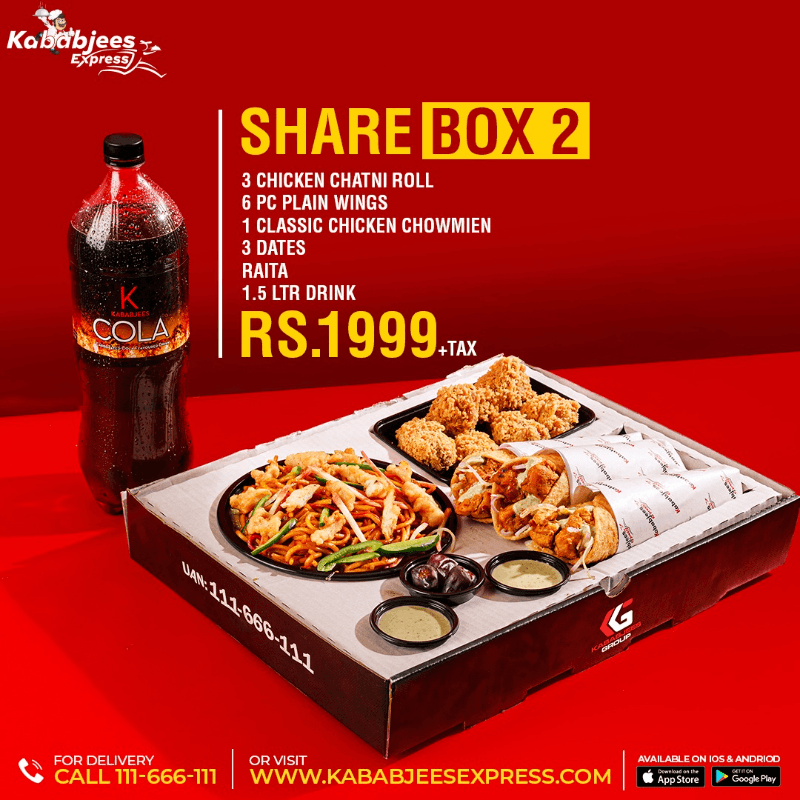 Kababjees
Express
SHARE BOX 2
3 CHICKEN CHATNI ROLL
6 PC PLAIN WINGS
1 CLASSIC CHICKEN CHOWMIEN
3 DATES
RAITA
1.5 LTR DRINK
RS.1999+TAX
K
KABABJEES
COLA
UAN: 111-666-111
KG
KABABJEES
GROUP
FOR DELIVERY
CALL 111-666-111
OR VISIT
WWW.KABABJEESEXPRESS.COM
AVAILABLE ON IOS & ANDRIOD
Download on the
App Store
GET IT ON
Google Play